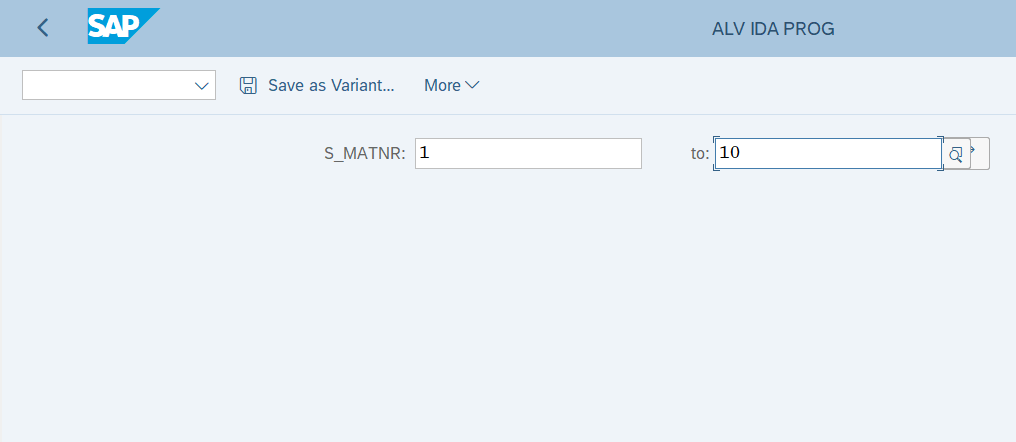 SAP
ALV IDA PROG
Save as Variant... More
S_MATNR: 1 to: 10